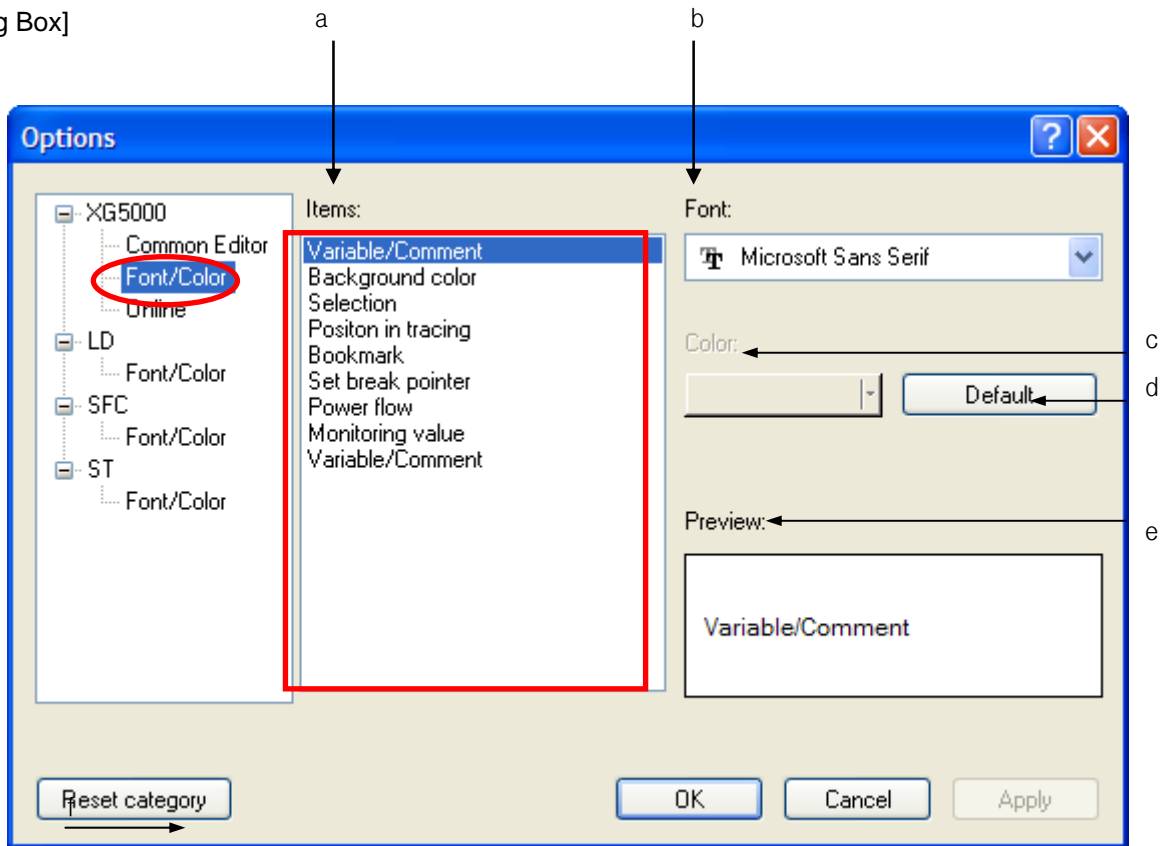 g Box]
a
b
Options
XG5000
Common Editor
Font/Color
Online
LD
Font/Color
SFC
Font/Color
ST
Font/Color
Items:
Variable/Comment
Background color
Selection
Positon in tracing
Bookmark
Set break pointer
Power flow
Monitoring value
Variable/Comment
Font:
Microsoft Sans Serif
Color:
c
Default
d
Preview:
e
Variable/Comment
Reset category
OK
Cancel
Apply